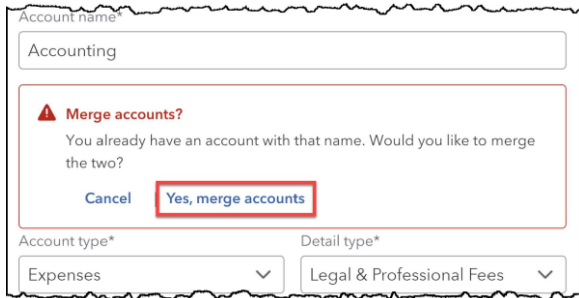 Account name*
Accounting
Merge accounts?
You already have an account with that name. Would you like to merge
the two?
Cancel Yes, merge accounts
Account type* Detail type*
Expenses Legal & Professional Fees